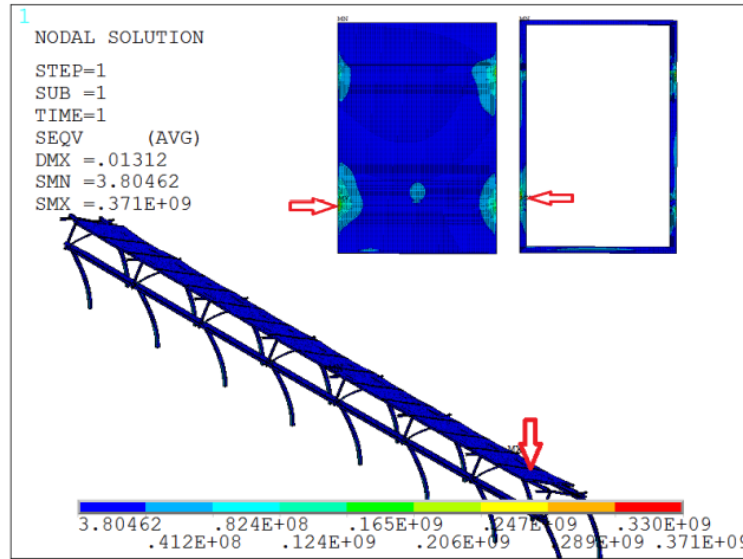 1
NODAL SOLUTION
STEP=1
SUB =1
TIME=1
SEQV (AVG)
DMX =.01312
SMN =3.80462
SMX =.371E+09
MN
MN
3.80462 .824E+08 .165E+09 .247E+09 .330E+09
.412E+08 .124E+09 .206E+09 .289E+09 .371E+09